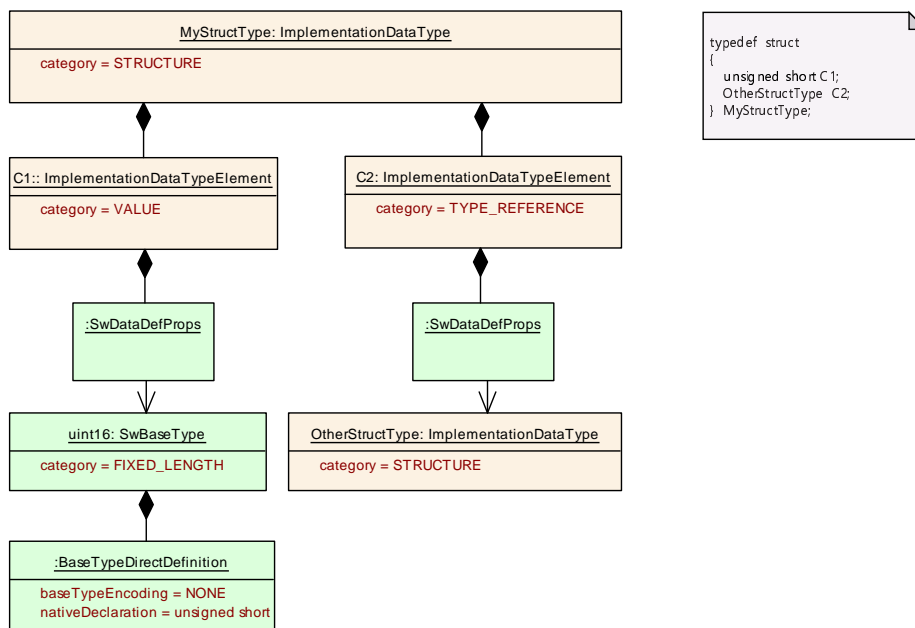 MyStructType: ImplementationDataType
category = STRUCTURE
typedef struct
{
unsigned short C1;
OtherStructType C2;
} MyStructType;
C1:: ImplementationDataTypeElement
category = VALUE
C2: ImplementationDataTypeElement
category = TYPE_REFERENCE
:SwDataDefProps
:SwDataDefProps
uint16: SwBaseType
category = FIXED_LENGTH
OtherStructType: ImplementationDataType
category = STRUCTURE
:BaseTypeDirectDefinition
baseTypeEncoding = NONE
nativeDeclaration = unsigned short